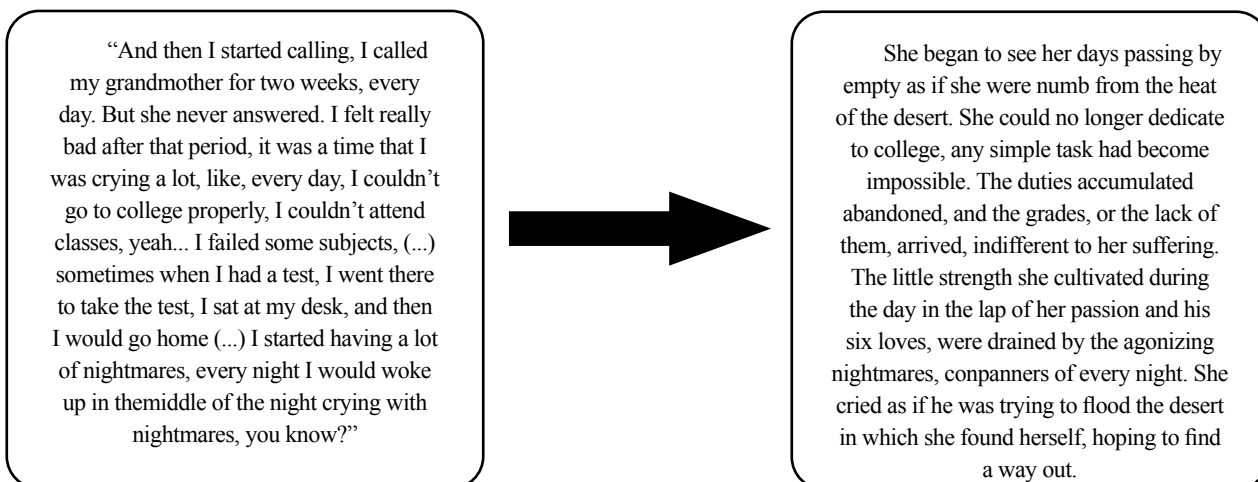 “And then I started calling, I called
my grandmother for two weeks, every
day. But she never answered. I felt really
bad after that period, it was a time that I
was crying a lot, like, every day, I couldn’t
go to college properly, I couldn’t attend
classes, yeah... I failed some subjects, (...)
sometimes when I had a test, I went there
to take the test, I sat at my desk, and then
I would go home (...) I started having a lot
of nightmares, every night I would woke
up in themiddle of the night crying with
nightmares, you know?”
She began to see her days passing by
empty as if she were numb from the heat
of the desert. She could no longer dedicate
to college, any simple task had become
impossible. The duties accumulated
abandoned, and the grades, or the lack of
them, arrived, indifferent to her suffering.
The little strength she cultivated during
the day in the lap of her passion and his
six loves, were drained by the agonizing
nightmares, conpanners of every night. She
cried as if he was trying to flood the desert
in which she found herself, hoping to find
a way out.